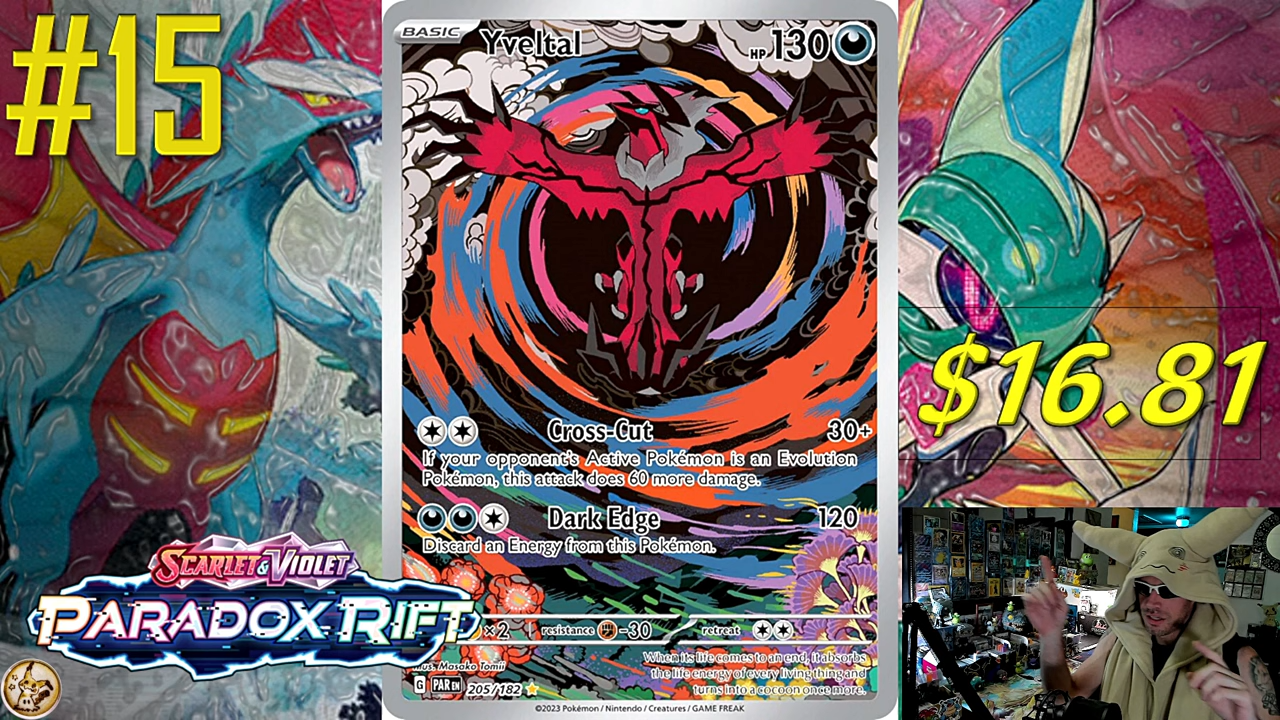 #15
BASIC
Yveltal
HP 130
$16.81
Cross-Cut 30+
If your opponent's Active Pokémon is an Evolution
Pokémon, this attack does 60 more damage.
Dark Edge 120
Discard an Energy from this Pokémon.
SCARLET & VIOLET
PARADOX RIFT
×2 resistance -30 retreat
Illus. Masako Tomii
G PAR EN 205/182
When its life comes to an end, it absorbs
the life energy of every living thing and
turns into a cocoon once more.
©2023 Pokémon / Nintendo / Creatures / GAME FREAK